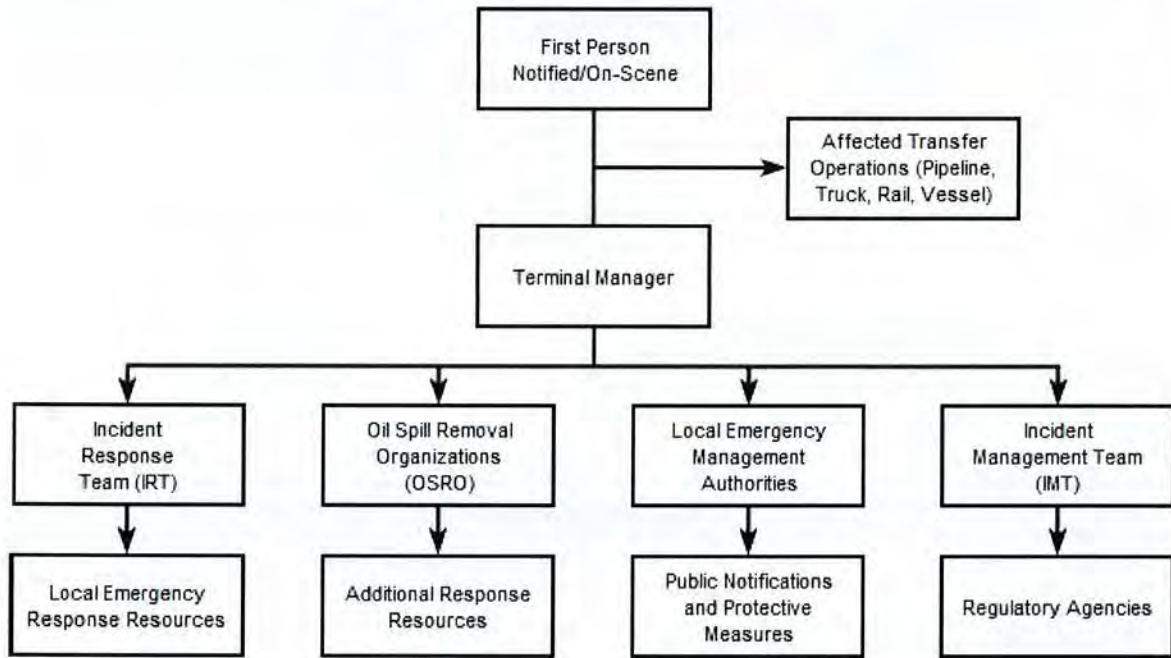 First Person
Notified/On-Scene
Affected Transfer
Operations (Pipeline,
Truck, Rail, Vessel)
Terminal Manager
Incident
Response
Team (IRT)
Oil Spill Removal
Organizations
(OSRO)
Local Emergency
Management
Authorities
Incident
Management Team
(IMT)
Local Emergency
Response Resources
Additional Response
Resources
Public Notifications
and Protective
Measures
Regulatory Agencies